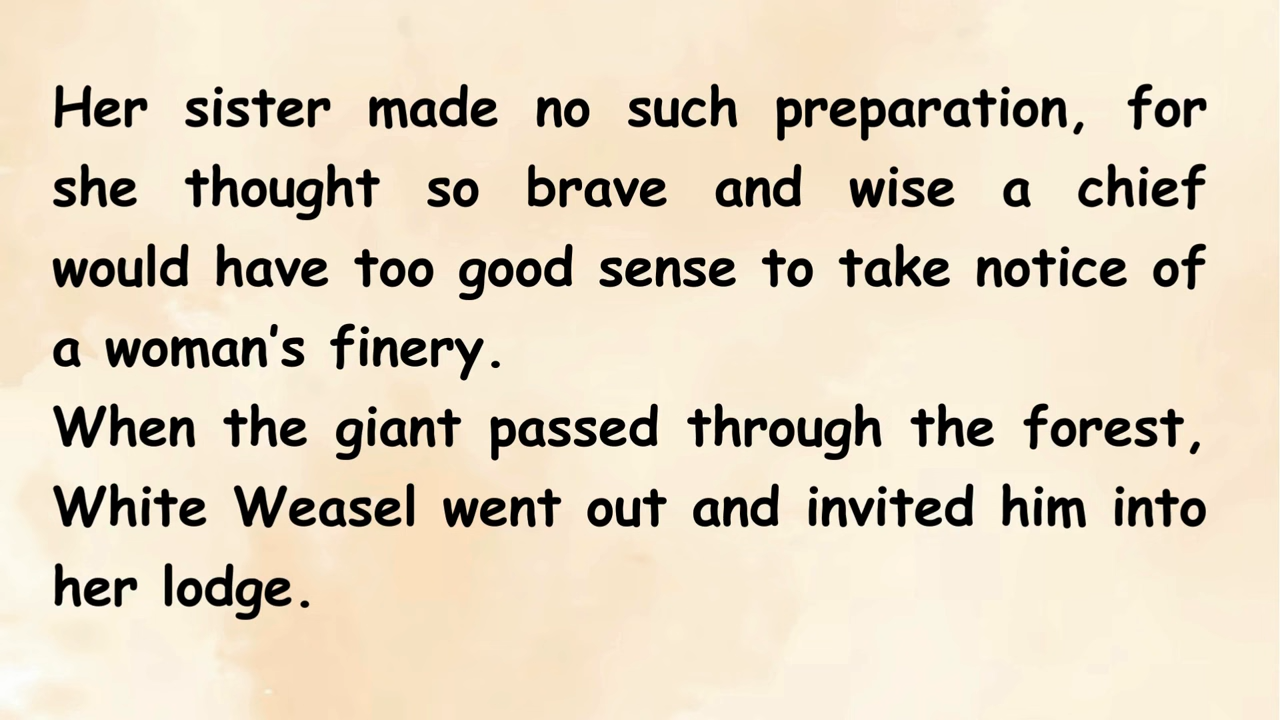 Her sister made no such preparation, for
she thought so brave and wise a chief
would have too good sense to take notice of
a woman's finery.
When the giant passed through the forest,
White Weasel went out and invited him into
her lodge.